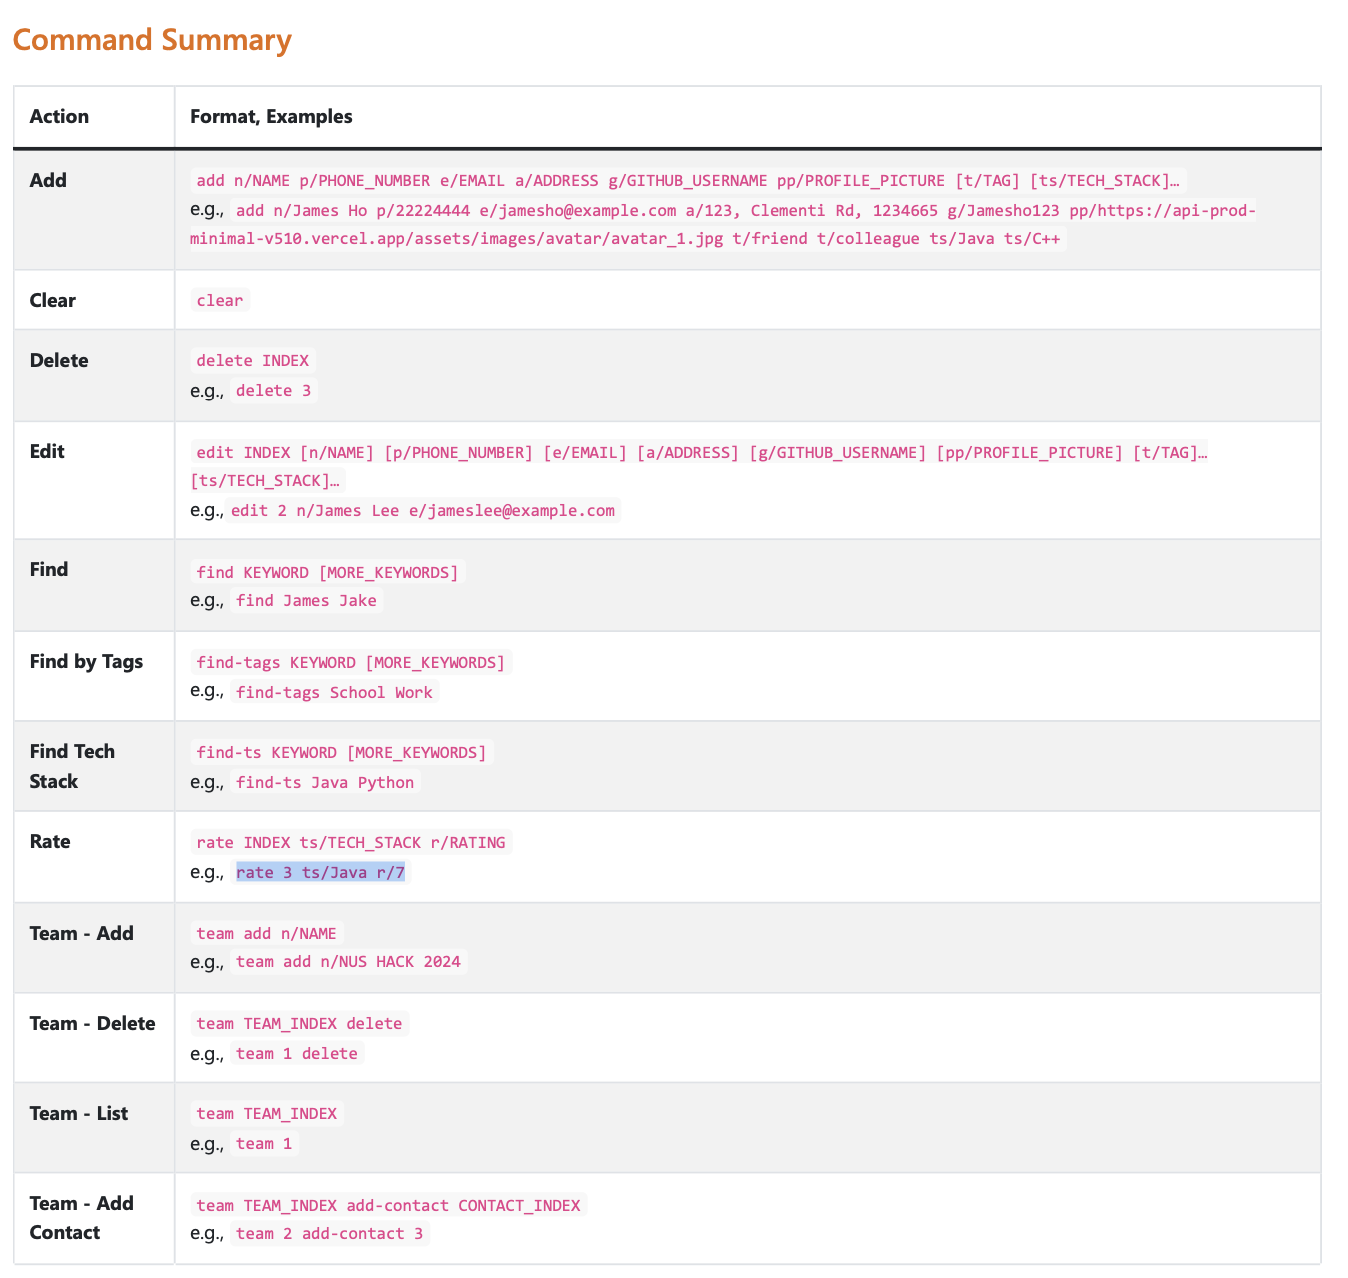 Command Summary
Action
Format, Examples
Add
add n/NAME p/PHONE_NUMBER e/EMAIL a/ADDRESS g/GITHUB_USERNAME pp/PROFILE_PICTURE [t/TAG] [ts/TECH_STACK]…
e.g., add n/James Ho p/22224444 e/jamesho@example.com a/123, Clementi Rd, 1234665 g/Jamesho123 pp/https://api-prod-
minimal-v510.vercel.app/assets/images/avatar/avatar_1.jpg t/friend t/colleague ts/Java ts/C++
Clear
clear
Delete
delete INDEX
e.g., delete 3
Edit
edit INDEX [n/NAME] [p/PHONE_NUMBER] [e/EMAIL] [a/ADDRESS] [g/GITHUB_USERNAME] [pp/PROFILE_PICTURE] [t/TAG]…
[ts/TECH_STACK]…
e.g., edit 2 n/James Lee e/jameslee@example.com
Find
find KEYWORD [MORE_KEYWORDS]
e.g., find James Jake
Find by Tags
find-tags KEYWORD [MORE_KEYWORDS]
e.g., find-tags School Work
Find Tech
Stack
find-ts KEYWORD [MORE_KEYWORDS]
e.g., find-ts Java Python
Rate
rate INDEX ts/TECH_STACK r/RATING
e.g., rate 3 ts/Java r/7
Team - Add
team add n/NAME
e.g., team add n/NUS HACK 2024
Team - Delete
team TEAM_INDEX delete
e.g., team 1 delete
Team - List
team TEAM_INDEX
e.g., team 1
Team - Add
Contact
team TEAM_INDEX add-contact CONTACT_INDEX
e.g., team 2 add-contact 3